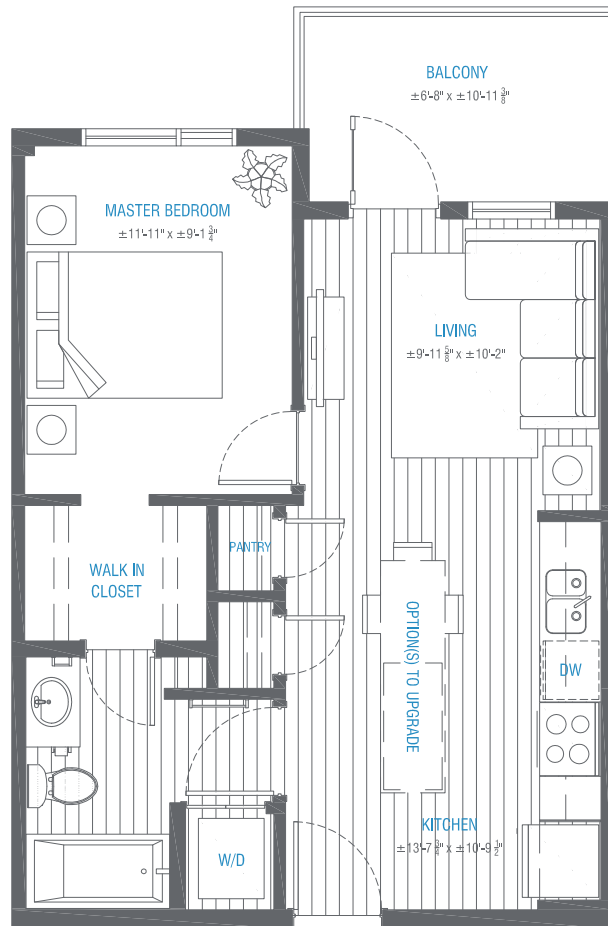 BALCONY
±6'-8" x ±10'-11 3/8"
MASTER BEDROOM
±11'-11" x ±9'-1 3/4"
LIVING
±9'-11 5/8" x ±10'-2"
PANTRY
WALK IN
CLOSET
OPTION(S) TO UPGRADE
DW
KITCHEN
±13'-7 3/4" x ±10'-9 1/2"
W/D